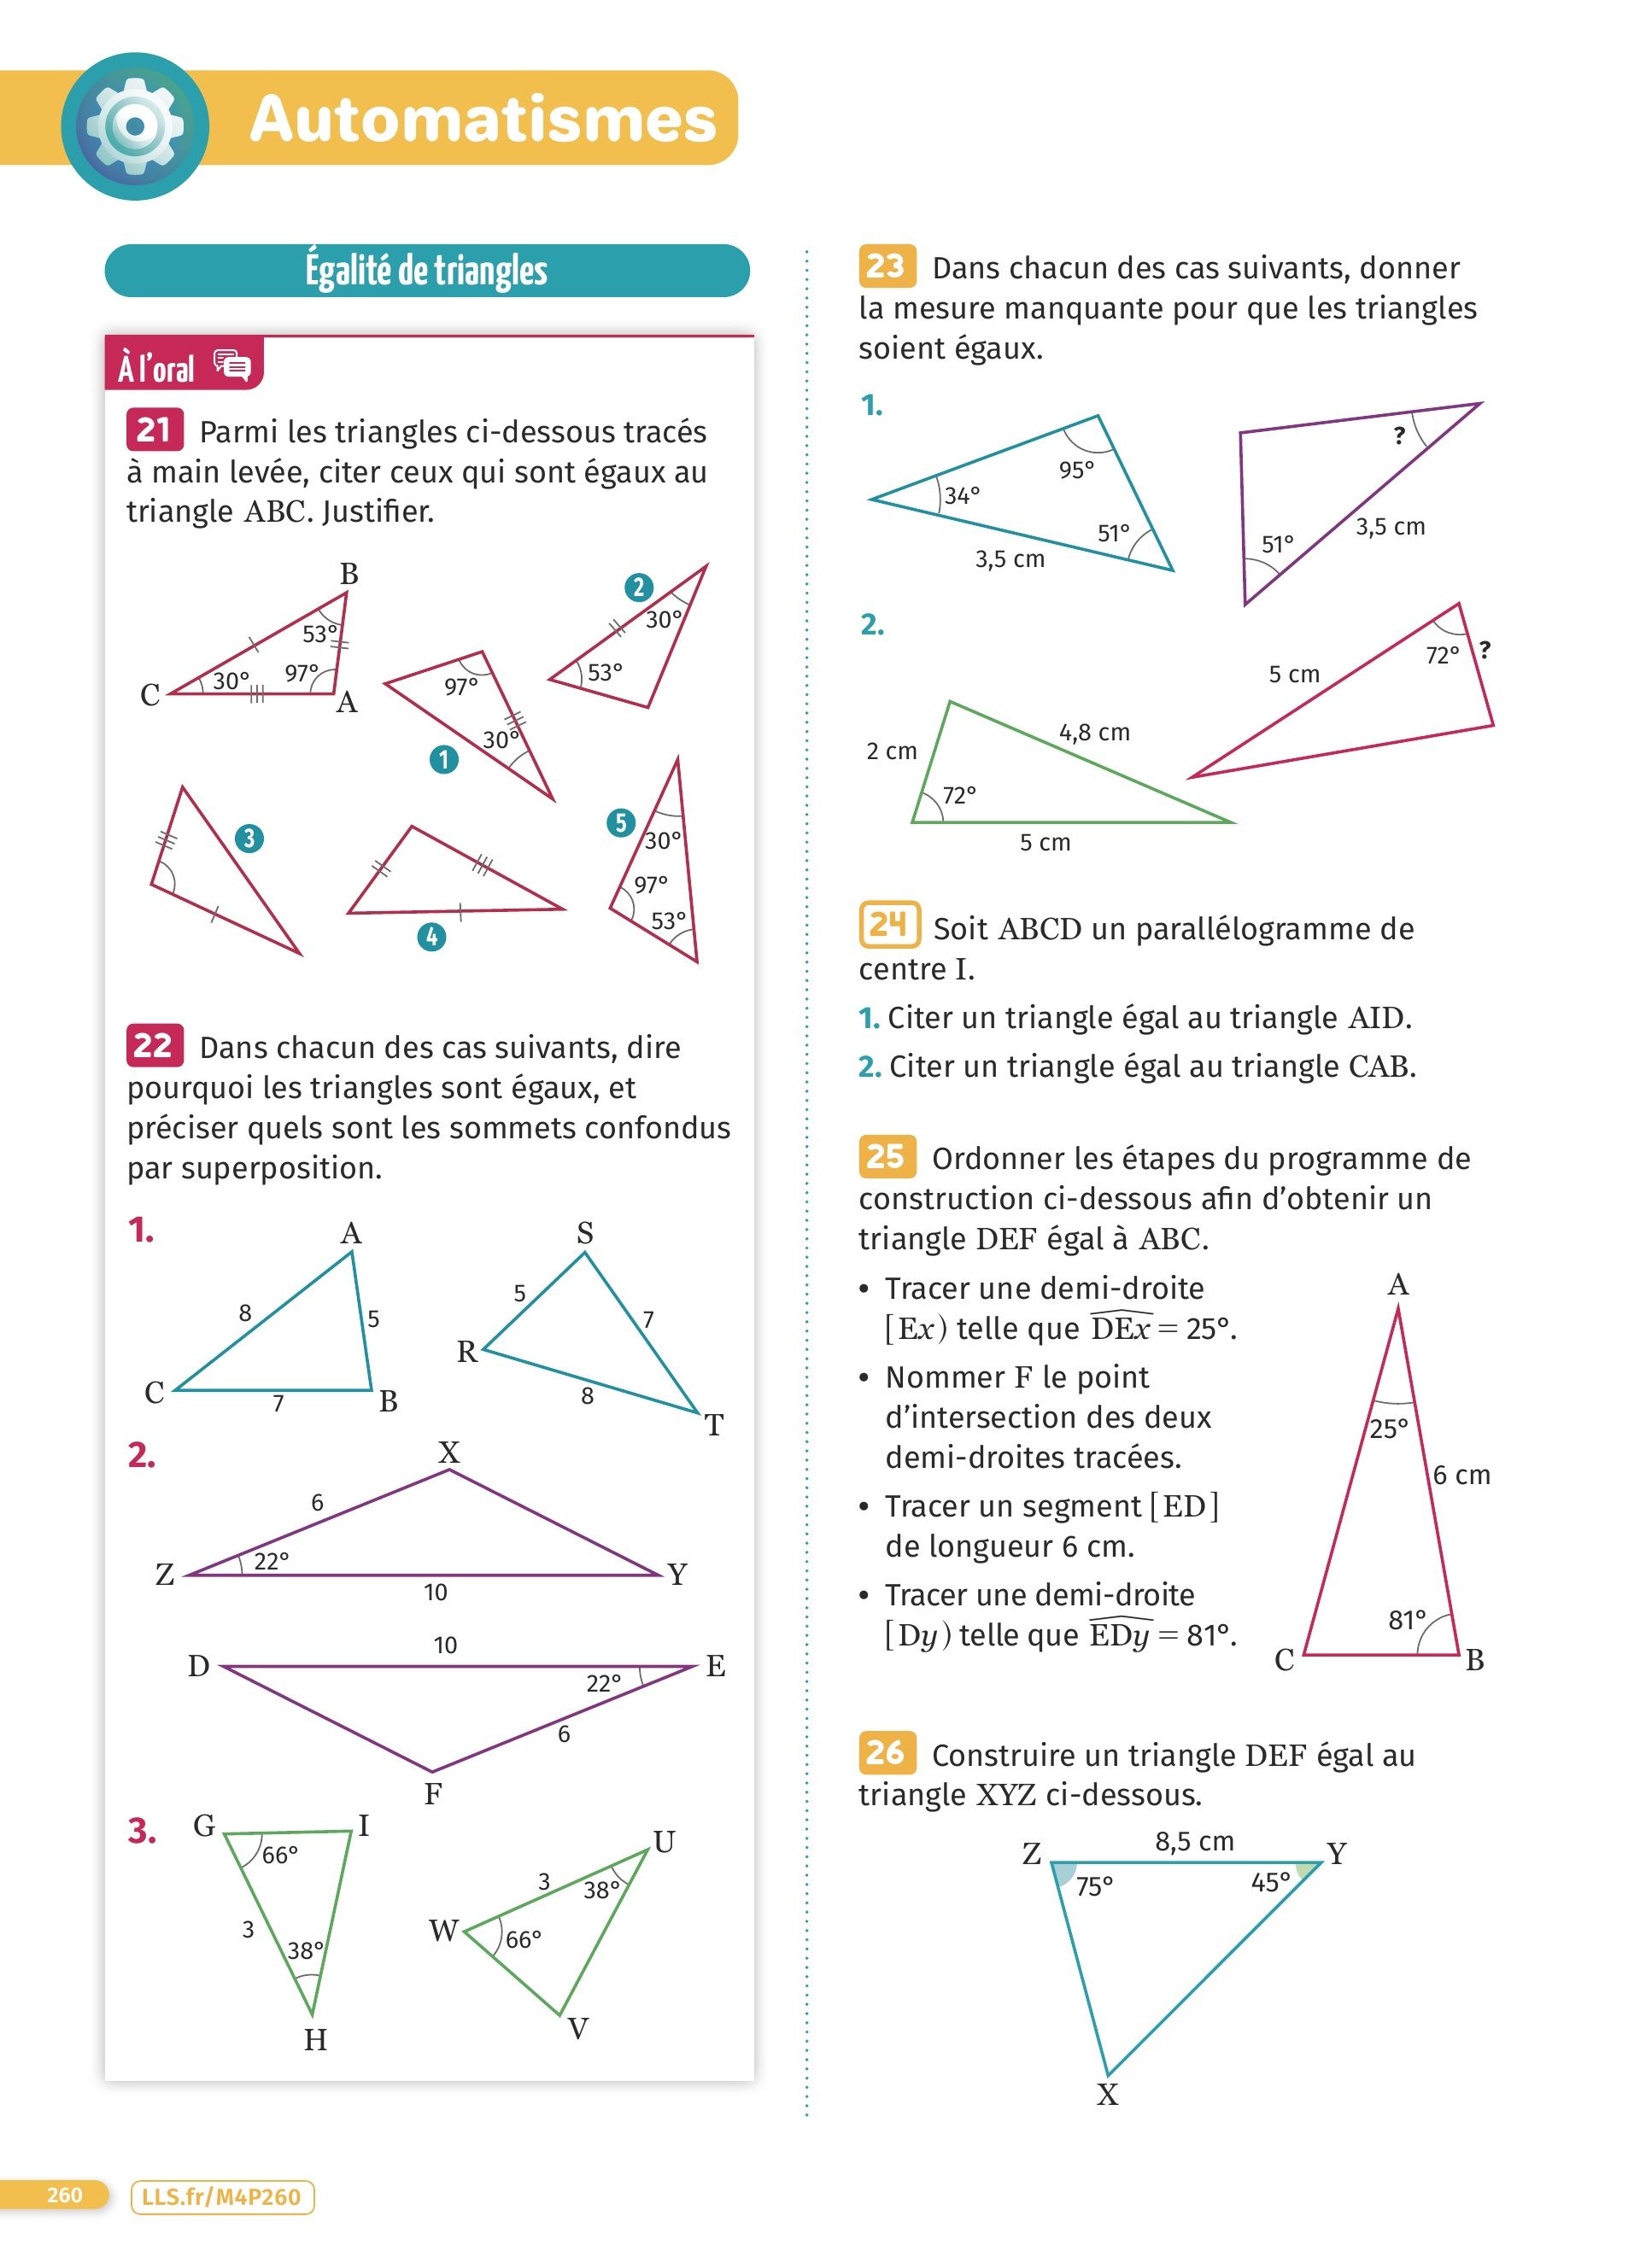 Automatismes
Égalité de triangles
À l'oral
21 Parmi les triangles ci-dessous tracés
à main levée, citer ceux qui sont égaux au
triangle ABC. Justifier.
B
53°
30°
97°
C
A
97°
30°
1
2
30°
53°
3
4
5
30°
97°
53°
22 Dans chacun des cas suivants, dire
pourquoi les triangles sont égaux, et
préciser quels sont les sommets confondus
par superposition.
1.
A
8
5
C
7
B
S
5
7
R
8
T
2.
X
6
Z
22°
Y
10
10
D
22°
E
6
F
3.
G
I
66°
3
38°
H
U
3
38°
W
66°
V
23 Dans chacun des cas suivants, donner
la mesure manquante pour que les triangles
soient égaux.
1.
95°
34°
51°
3,5 cm
?
51°
3,5 cm
2.
2 cm
4,8 cm
72°
5 cm
5 cm
72°
?
24 Soit ABCD un parallélogramme de
centre I.
1. Citer un triangle égal au triangle AID.
2. Citer un triangle égal au triangle CAB.
25 Ordonner les étapes du programme de
construction ci-dessous afin d'obtenir un
triangle DEF égal à ABC.
• Tracer une demi-droite
[Ex) telle que DEx = 25°.
• Nommer F le point
d'intersection des deux
demi-droites tracées.
• Tracer un segment [ED]
de longueur 6 cm.
• Tracer une demi-droite
[Dy) telle que EDy = 81°.
A
25°
6 cm
81°
C
B
26 Construire un triangle DEF égal au
triangle XYZ ci-dessous.
8,5 cm
Z
Y
75°
45°
X
260
LLS.fr/M4P260